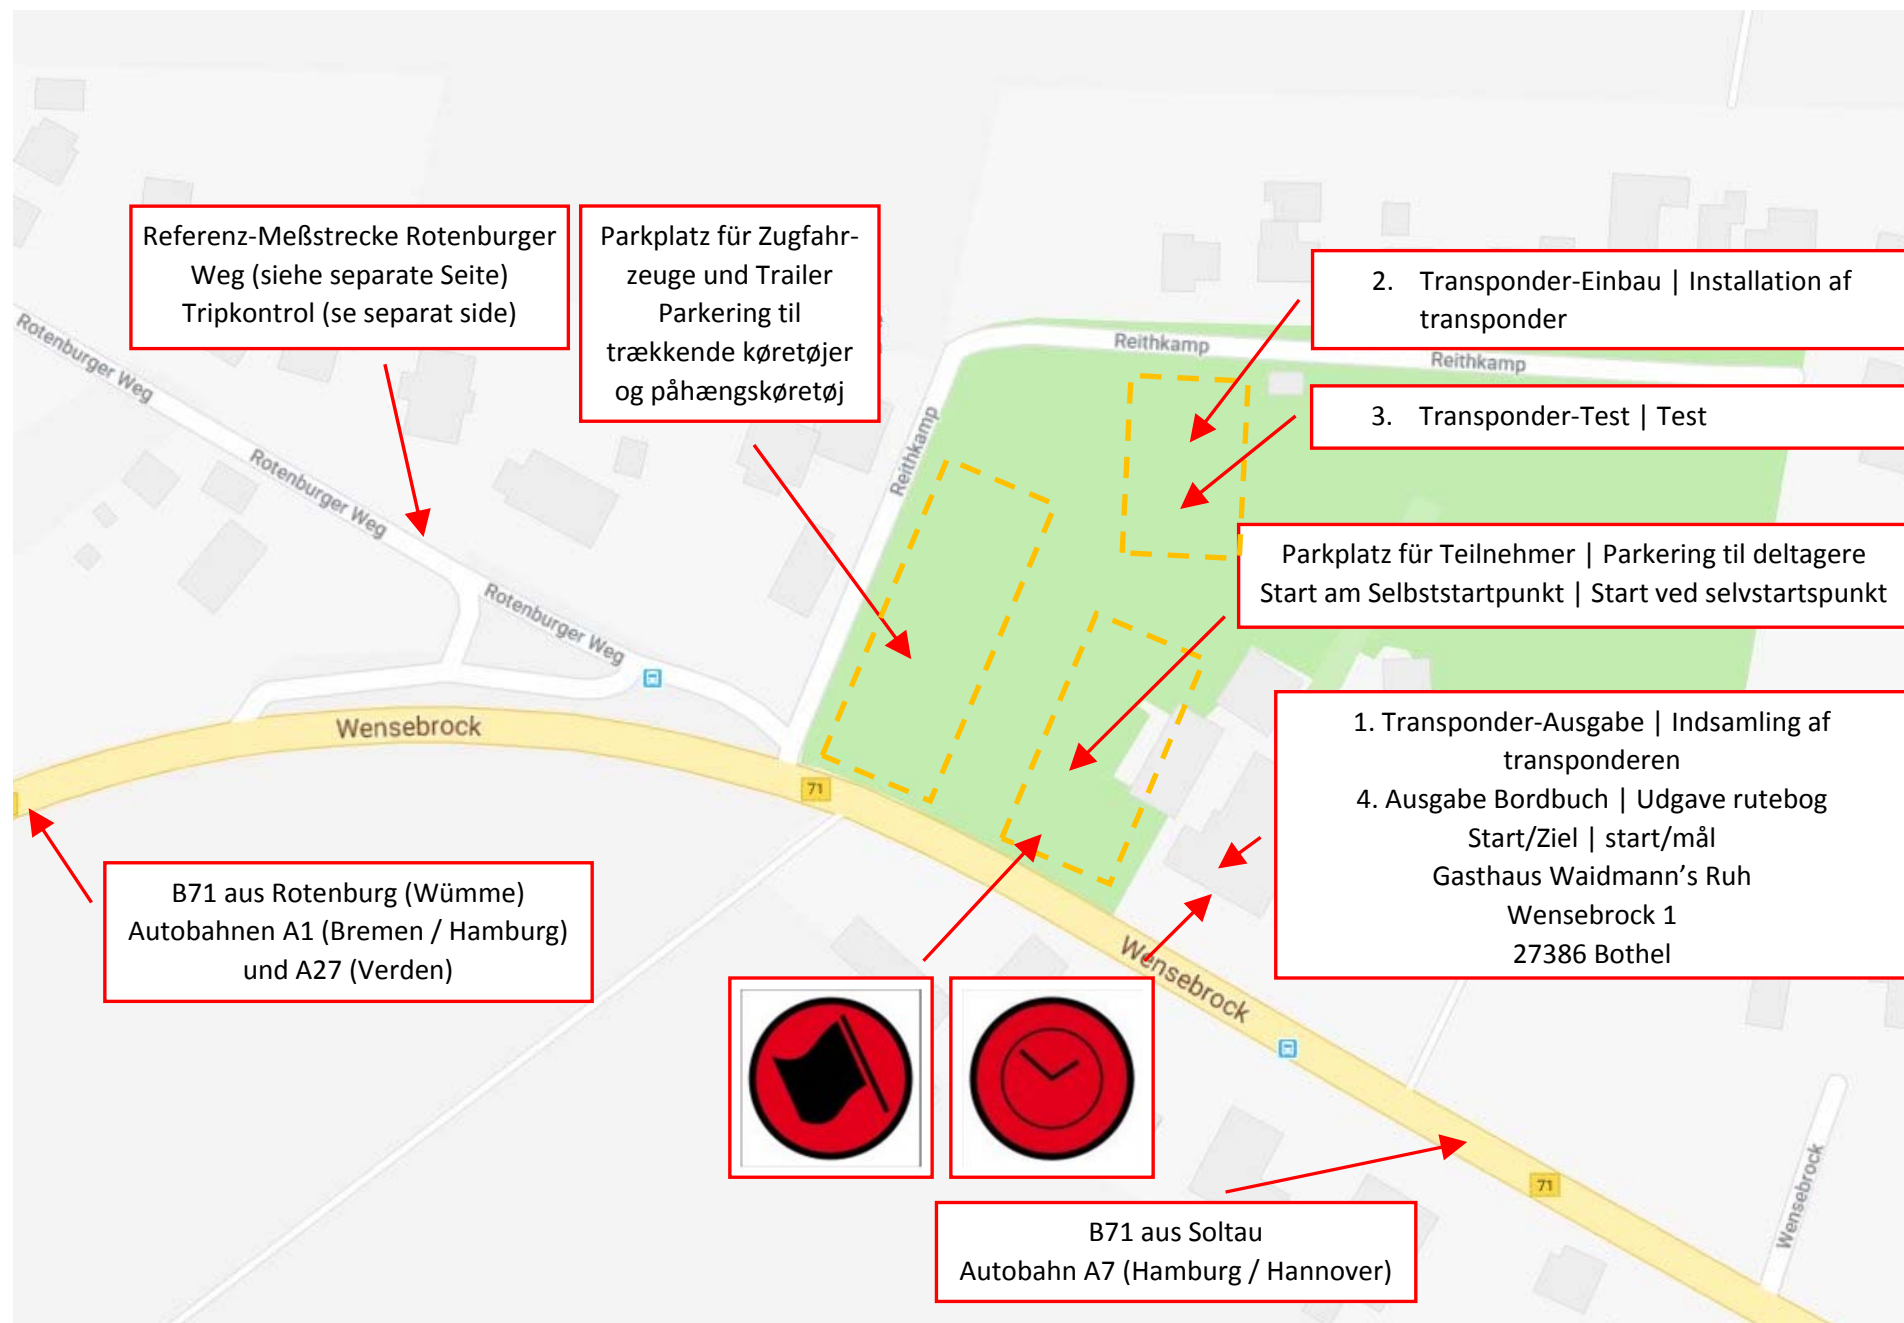 Referenz-Meßstrecke Rotenburger
Weg (siehe separate Seite)
Tripkontrol (se separat side)
Parkplatz für Zugfahr-
zeuge und Trailer
Parkering til
trækkende køretøjer
og påhængskøretøj
2. Transponder-Einbau | Installation af
transponder
3. Transponder-Test | Test
Parkplatz für Teilnehmer | Parkering til deltagere
Start am Selbststartpunkt | Start ved selvstartspunkt
1. Transponder-Ausgabe | Indsamling af
transponderen
4. Ausgabe Bordbuch | Udgave rutebog
Start/Ziel | start/mål
Gasthaus Waidmann's Ruh
Wensebrock 1
27386 Bothel
B71 aus Rotenburg (Wümme)
Autobahnen A1 (Bremen / Hamburg)
und A27 (Verden)
B71 aus Soltau
Autobahn A7 (Hamburg / Hannover)
Rotenburger Weg
Rotenburger Weg
Rotenburger Weg
Reithkamp
Reithkamp
Reithkamp
Wensebrock
71
Wensebrock
71
Wensebrock